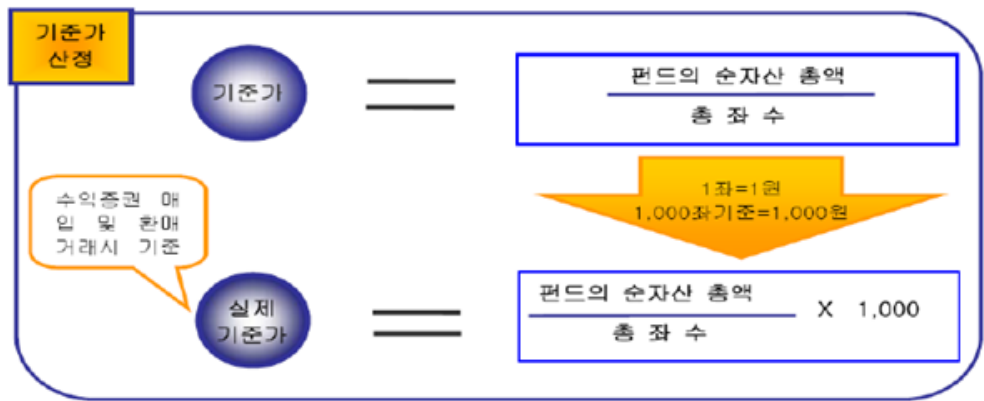 기준가
산정
기준가
펀드의 순자산 총액
총 좌 수
1좌=1원
1,000좌기준=1,000원
수익증권 매
입 및 환매
거래시 기준
실제
기준가
펀드의 순자산 총액
총 좌 수
X 1,000